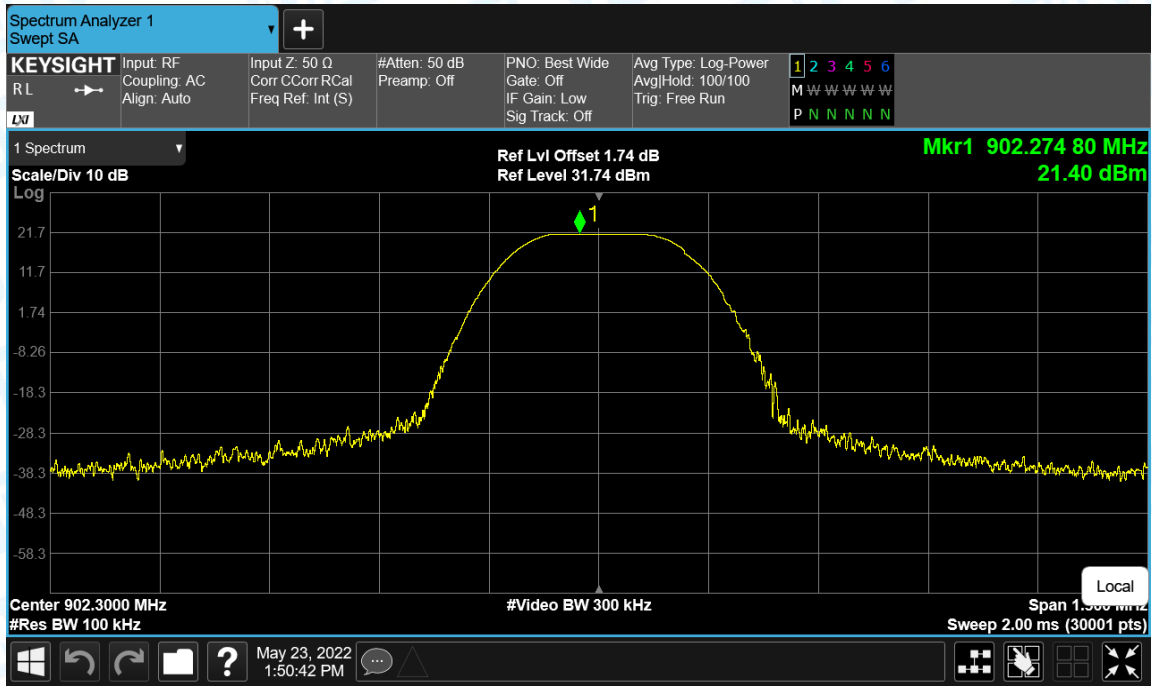 Spectrum Analyzer 1
Swept SA
KEYSIGHT
R L
LXI
Input: RF
Coupling: AC
Align: Auto
Input Z: 50 Ω
Corr CCorr RCal
Freq Ref: Int (S)
#Atten: 50 dB
Preamp: Off
PNO: Best Wide
Gate: Off
IF Gain: Low
Sig Track: Off
Avg Type: Log-Power
Avg|Hold: 100/100
Trig: Free Run
1 2 3 4 5 6
M W W W W W
P N N N N N
1 Spectrum
Scale/Div 10 dB
Log
Ref Lvl Offset 1.74 dB
Ref Level 31.74 dBm
Mkr1 902.274 80 MHz
21.40 dBm
1
21.7
11.7
1.74
-8.26
-18.3
-28.3
-38.3
-48.3
-58.3
Local
Center 902.3000 MHz
#Res BW 100 kHz
#Video BW 300 kHz
Span
Sweep 2.00 ms (30001 pts)
?
May 23, 2022
1:50:42 PM